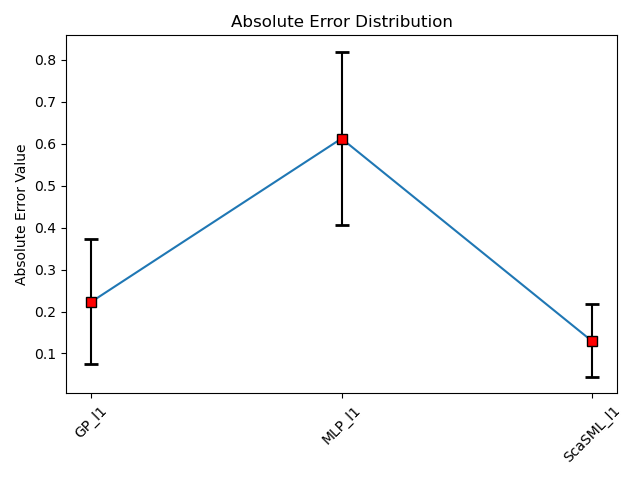 Absolute Error Distribution
Absolute Error Value
0.8
0.7
0.6
0.5
0.4
0.3
0.2
0.1
GP_l1
MLP_l1
ScaSML_l1